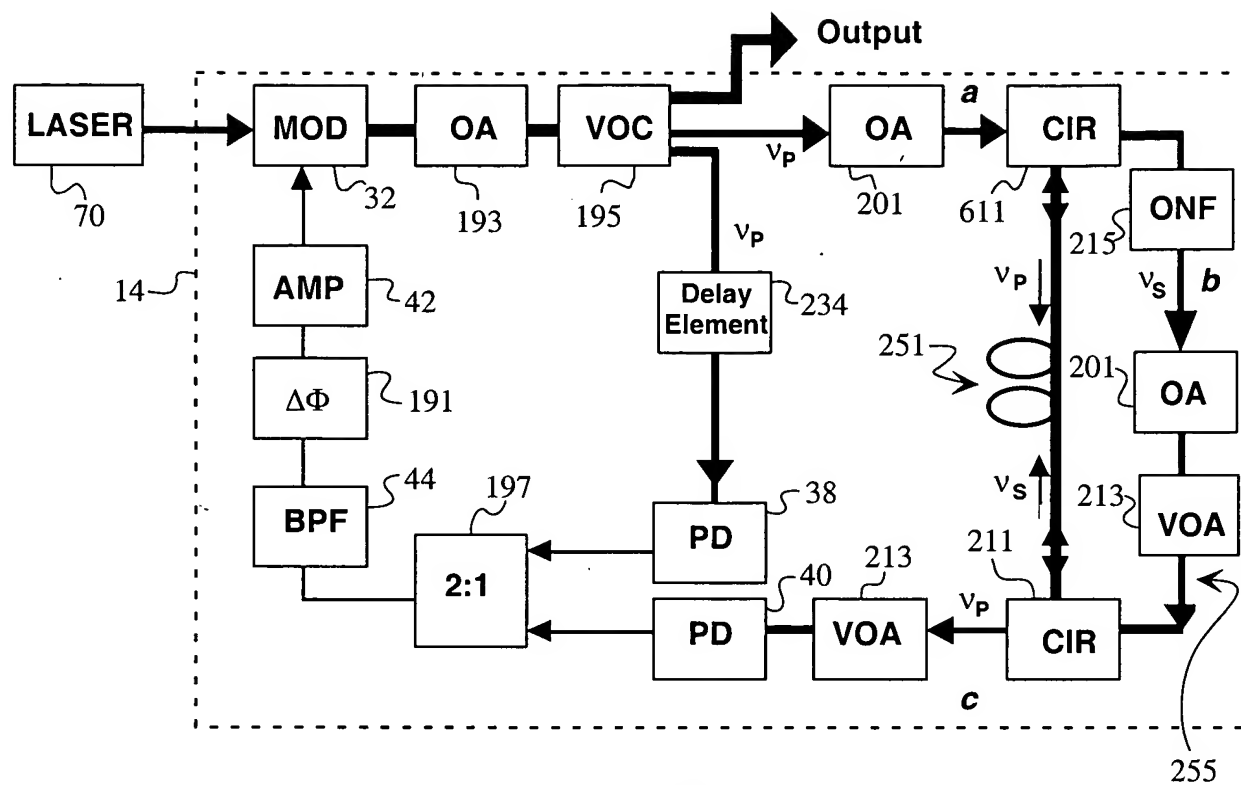 Output
a
LASER
MOD
OA
VOC
OA
CIR
νP
70
32
193
195
201
611
ONF
215
νP
14
AMP
42
Delay
Element
234
νP
νS
b
251
201
OA
ΔΦ
191
44
BPF
197
38
PD
νS
213
VOA
2:1
40
213
211
PD
VOA
νP
CIR
c
255